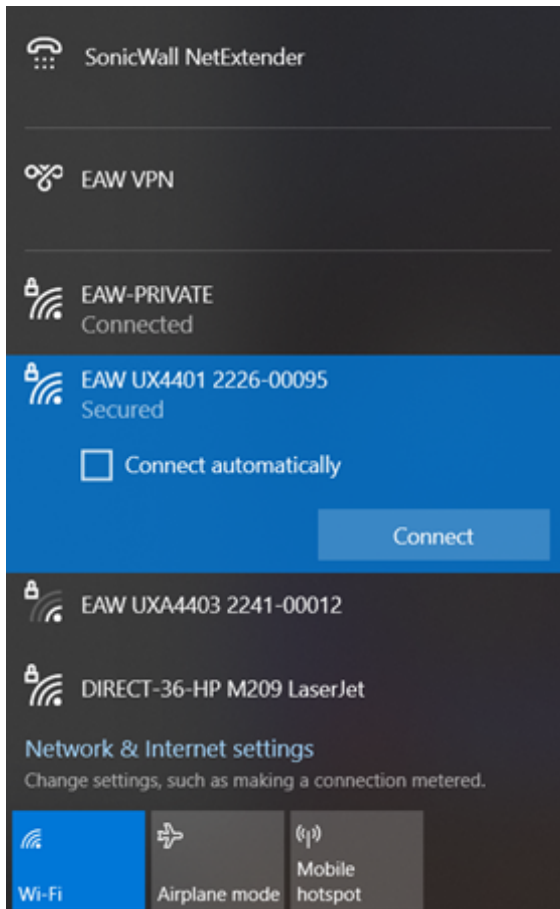 SonicWall NetExtender
EAW VPN
EAW-PRIVATE
Connected
EAW UX4401 2226-00095
Secured
Connect automatically
Connect
EAW UXA4403 2241-00012
DIRECT-36-HP M209 LaserJet
Network & Internet settings
Change settings, such as making a connection metered.
Wi-Fi
Airplane mode
Mobile
hotspot